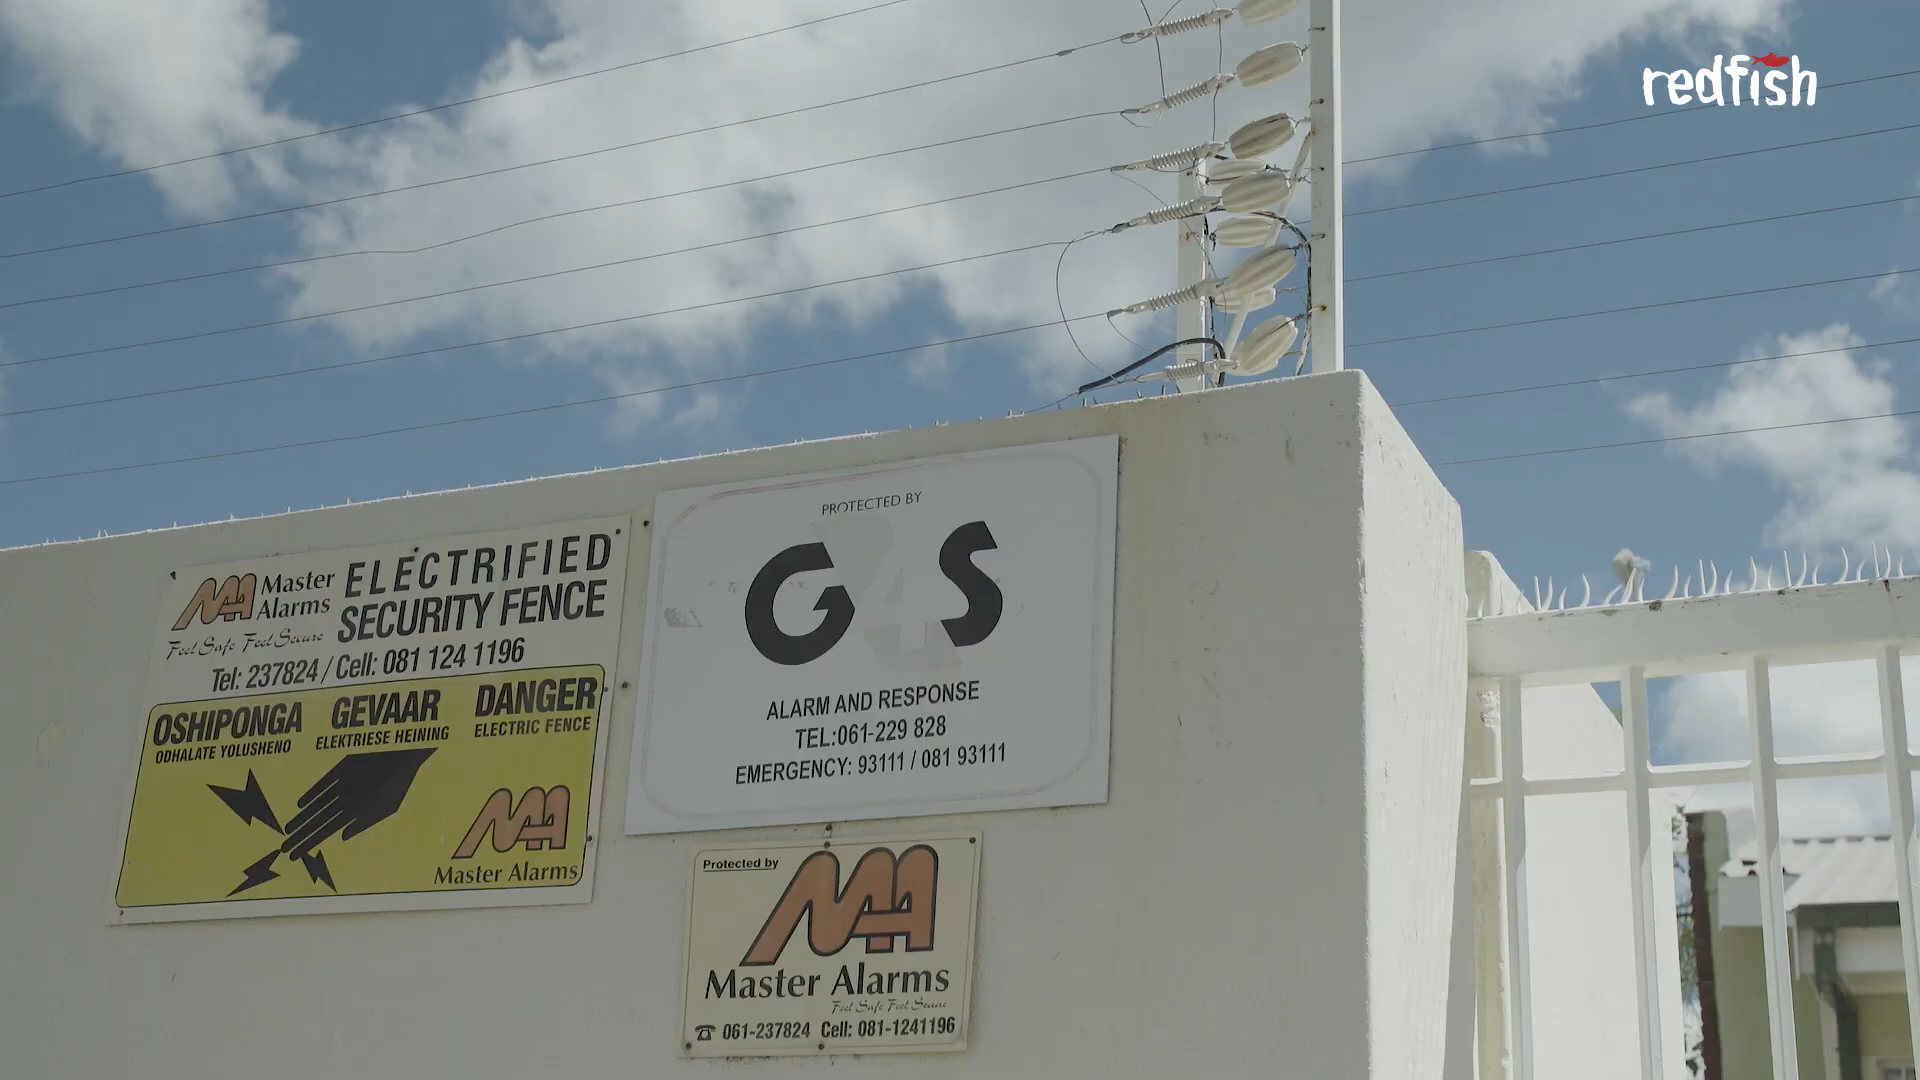 redfish
Master
Alarms
Feel Safe Feel Secure
ELECTRIFIED
SECURITY FENCE
Tel: 237824 / Cell: 081 124 1196
OSHIPONGA
ODHALATE YOLUSHENO
GEVAAR
ELEKTRIESE HEINING
DANGER
ELECTRIC FENCE
Master Alarms
PROTECTED BY
G4S
ALARM AND RESPONSE
TEL:061-229 828
EMERGENCY: 93111 / 081 93111
Protected by
MA
Master Alarms
Feel Safe Feel Secure
061-237824 Cell: 081-1241196